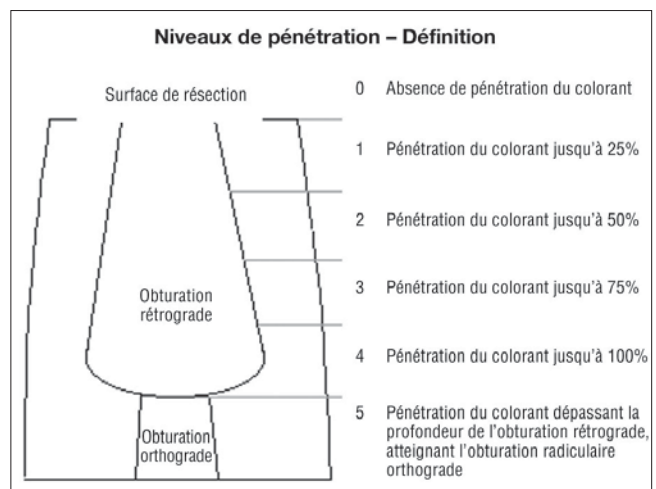 Niveaux de pénétration – Définition
Surface de résection
0 Absence de pénétration du colorant
1 Pénétration du colorant jusqu'à 25%
2 Pénétration du colorant jusqu'à 50%
Obturation
rétrograde
3 Pénétration du colorant jusqu'à 75%
4 Pénétration du colorant jusqu'à 100%
Obturation
orthograde
5 Pénétration du colorant dépassant la
profondeur de l'obturation rétrograde,
atteignant l'obturation radiculaire
orthograde